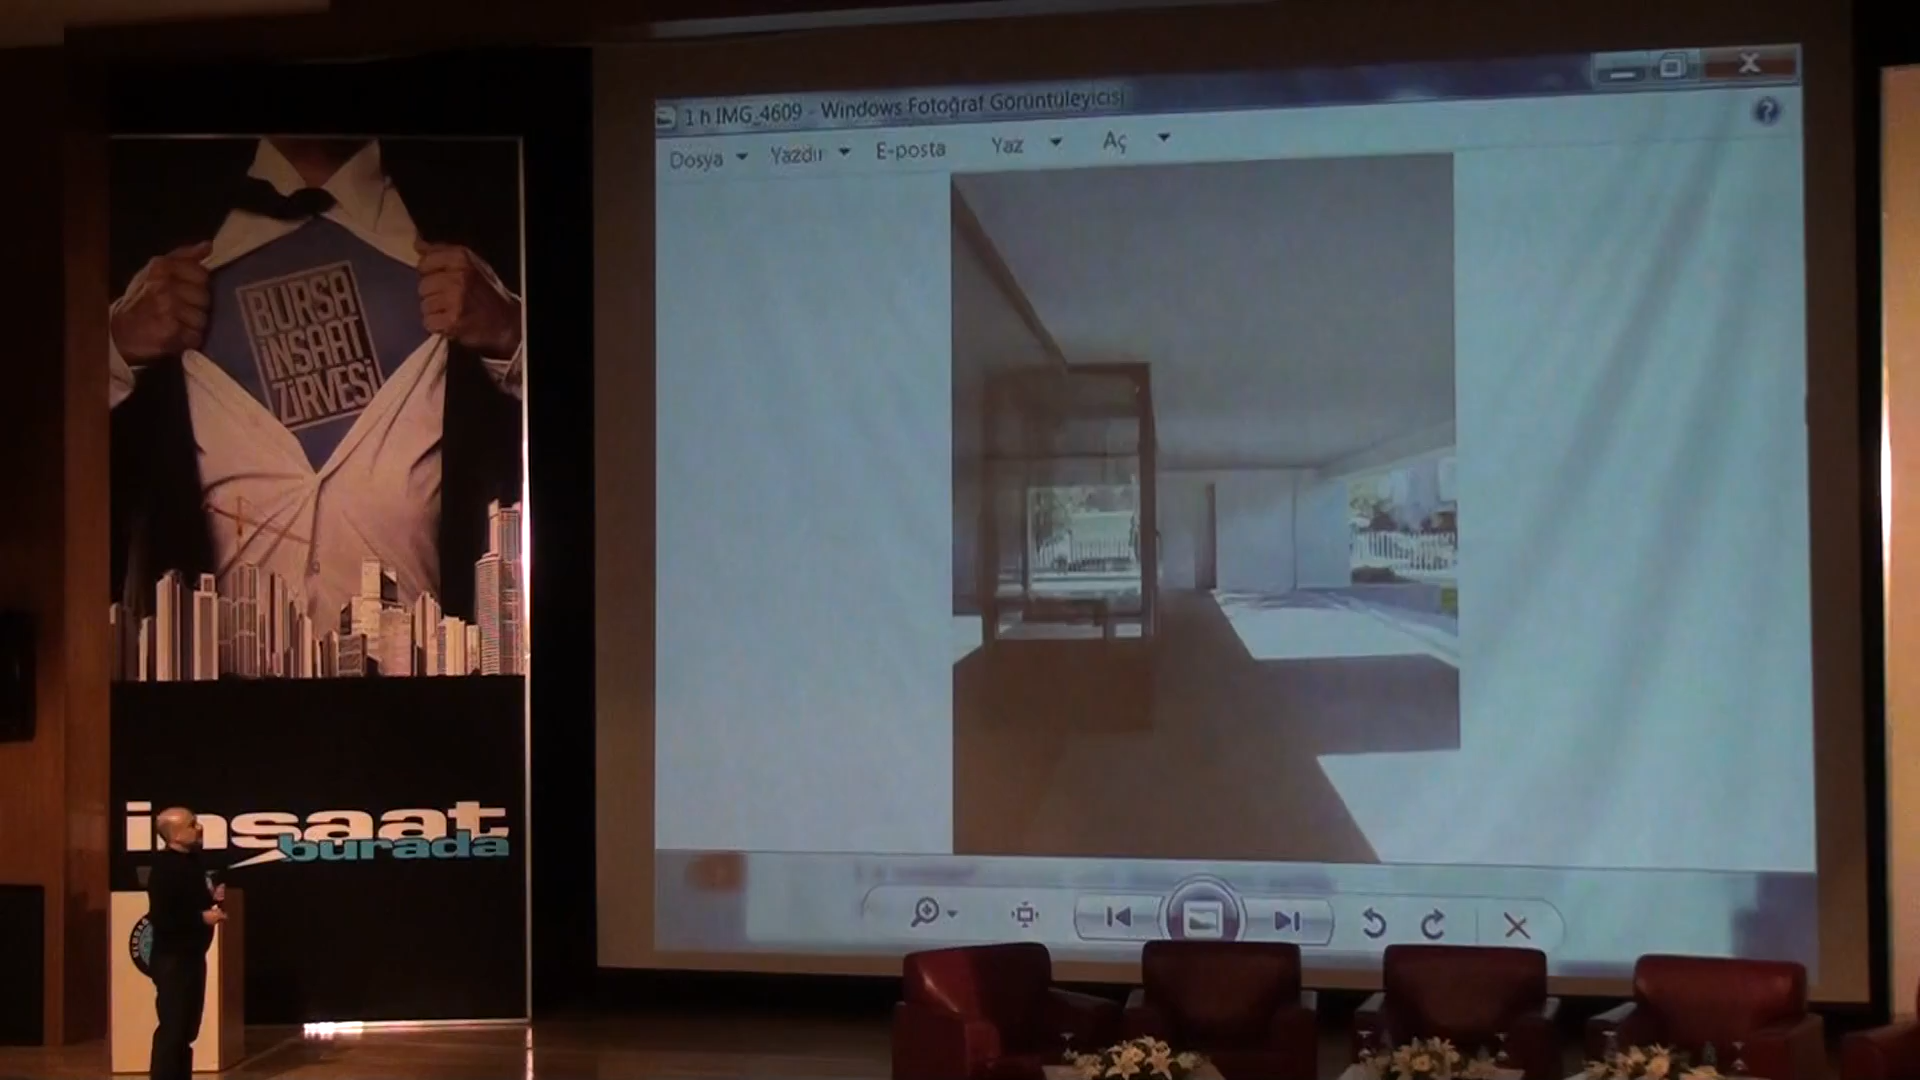 BURSA
İNŞAAT
ZİRVESİ
inşaat
burada
1 h IMG_4609 - Windows Fotoğraf Görüntüleyicisi
Dosya Yazdır E-posta Yaz Aç